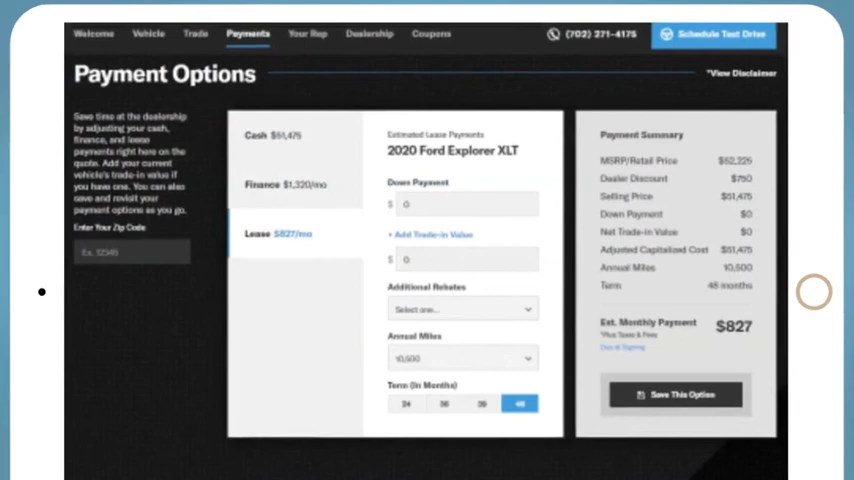 Welcome Vehicle Trade Payments Your Rep Dealership Coupons (702) 271-4175 Schedule Test Drive
Payment Options
*View Disclaimer
Save time at the dealership
by adjusting your cash,
finance, and lease
payments right here on the
quote. Add your current
vehicle's trade-in value if
you have one. You can also
save and revisit your
payment options as you go.
Enter Your Zip Code
Ex. 12345
Cash $51,475
Finance $1,320/mo
Lease $827/mo
Estimated Lease Payments
2020 Ford Explorer XLT
Down Payment
$ 0
+ Add Trade-in Value
$ 0
Additional Rebates
Select one...
Annual Miles
10,500
Term (In Months)
24 36 39 48
Payment Summary
MSRP/Retail Price $52,225
Dealer Discount $750
Selling Price $51,475
Down Payment $0
Net Trade-in Value $0
Adjusted Capitalized Cost $51,475
Annual Miles 10,500
Term 48 months
Est. Monthly Payment $827
*Plus Taxes & Fees
Due at Signing
Save This Option